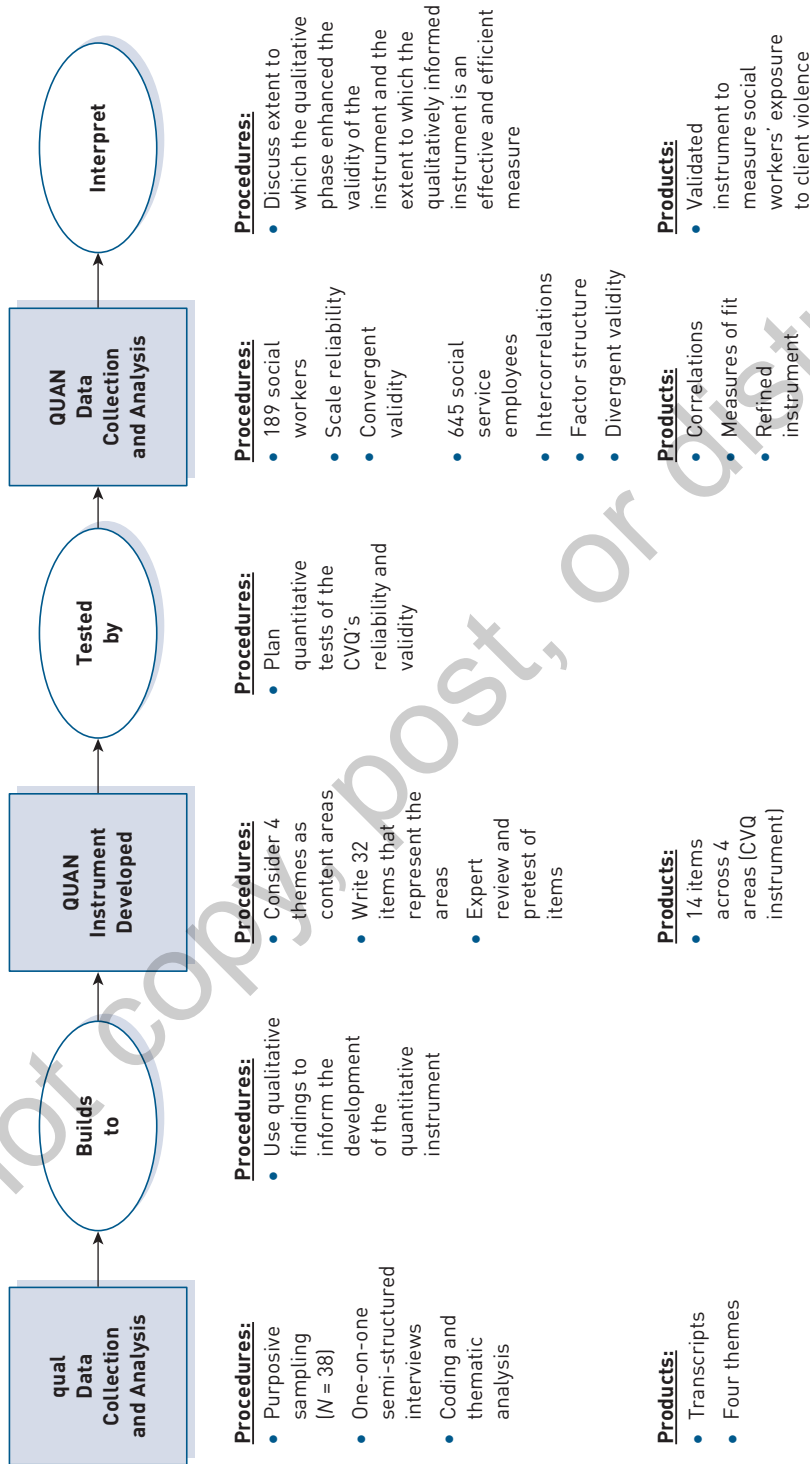 qual
Data
Collection
and Analysis
Procedures:
• Purposive
sampling
(N = 38)
• One-on-one
semi-structured
interviews
• Coding and
thematic
analysis
Products:
• Transcripts
• Four themes
Builds
to
Procedures:
• Use qualitative
findings to
inform the
development
of the
quantitative
instrument
QUAN
Instrument
Developed
Procedures:
• Consider 4
themes as
content areas
• Write 32
items that
represent the
areas
• Expert
review and
pretest of
items
Products:
• 14 items
across 4
areas (CVQ
instrument)
Tested
by
Procedures:
• Plan
quantitative
tests of the
CVQ's
reliability and
validity
QUAN
Data
Collection
and Analysis
Procedures:
• 189 social
workers
• Scale reliability
• Convergent
validity
• 645 social
service
employees
• Intercorrelations
• Factor structure
• Divergent validity
Products:
• Correlations
• Measures of fit
• Refined
instrument
Interpret
Procedures:
• Discuss extent to
which the qualitative
phase enhanced the
validity of the
instrument and the
extent to which the
qualitatively informed
instrument is an
effective and efficient
measure
Products:
• Validated
instrument to
measure social
workers' exposure
to client violence
not copy, post, or